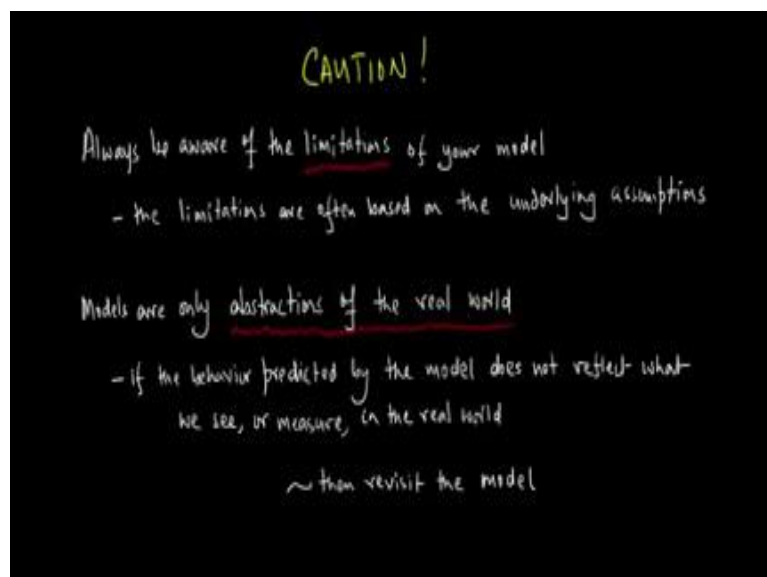 CAUTION!
Always be aware of the limitations of your model
- the limitations are often based on the underlying assumptions
Models are only abstractions of the real world
- if the behavior predicted by the model does not reflect what
we see, or measure, in the real world
~ then revisit the model